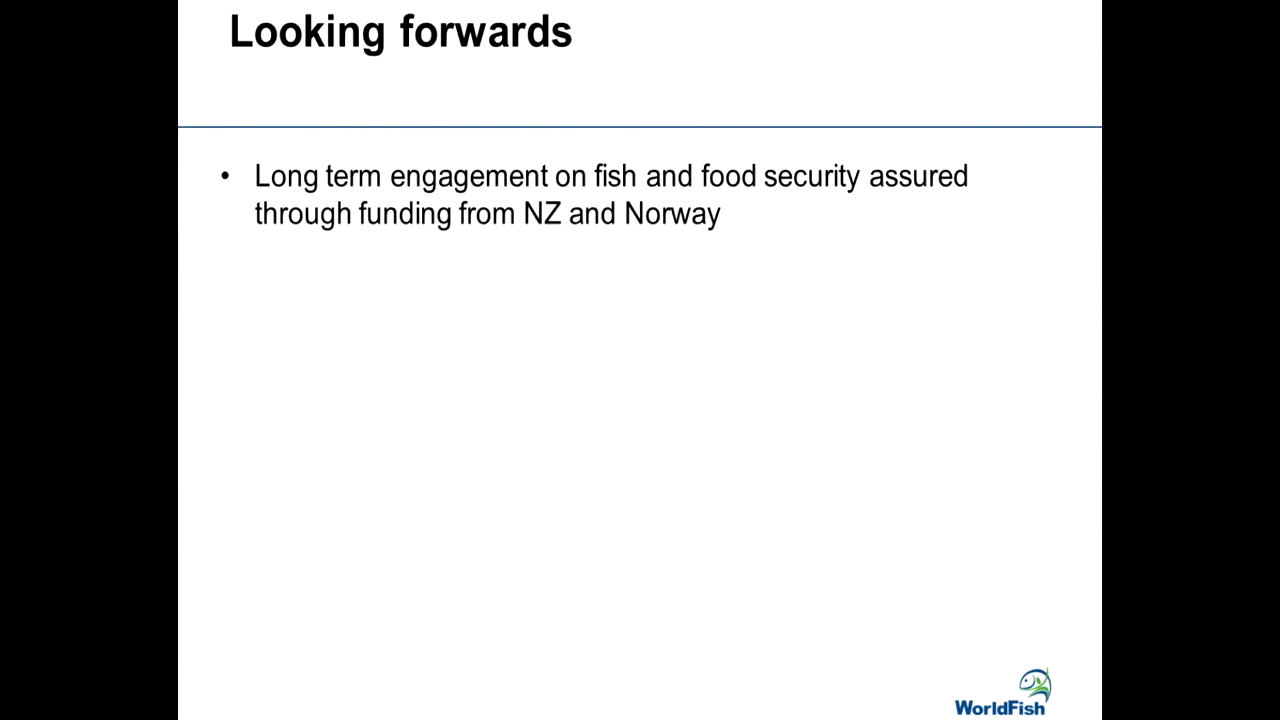 Looking forwards
• Long term engagement on fish and food security assured
through funding from NZ and Norway
WorldFish